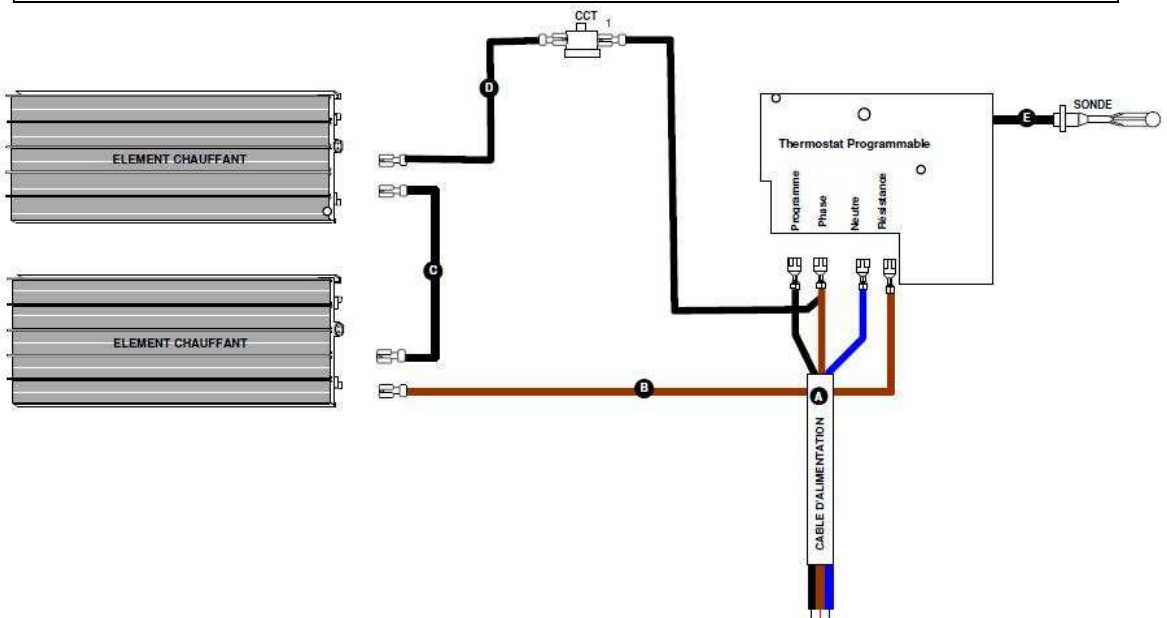 CCT 1
D
SONDE
E
ELEMENT CHAUFFANT
Thermostat Programmable
Programme
Phase
Neutre
Résistance
C
ELEMENT CHAUFFANT
B
A
CABLE D'ALIMENTATION